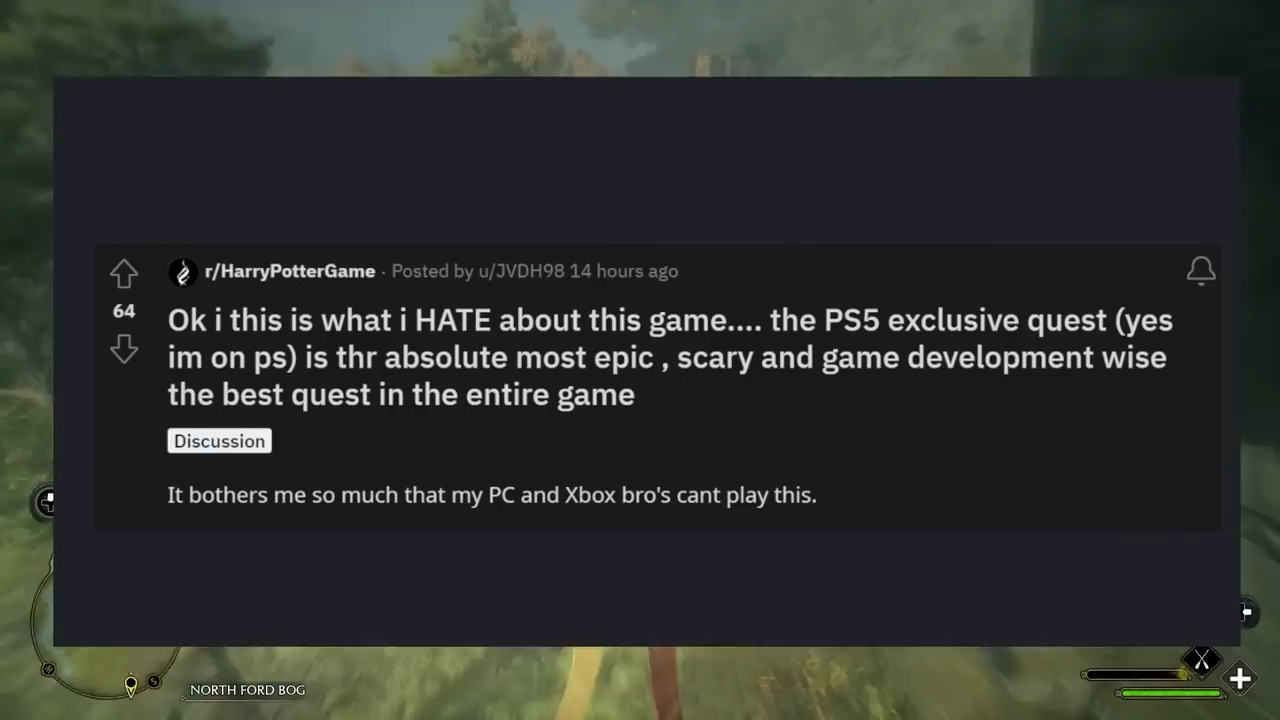 r/HarryPotterGame · Posted by u/JVDH98 14 hours ago
64
Ok i this is what i HATE about this game.... the PS5 exclusive quest (yes
im on ps) is thr absolute most epic , scary and game development wise
the best quest in the entire game
Discussion
It bothers me so much that my PC and Xbox bro's cant play this.
NORTH FORD BOG